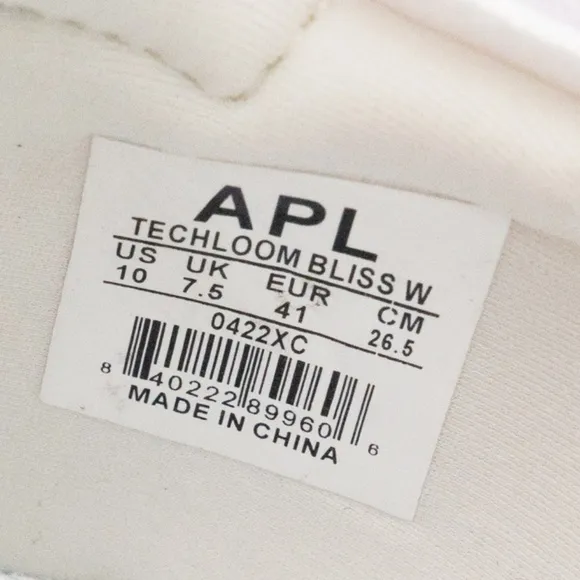 APL
TECHLOOM BLISS W
US UK EUR CM
10 7.5 41 26.5
0422XC
8 40222 89960 6
MADE IN CHINA